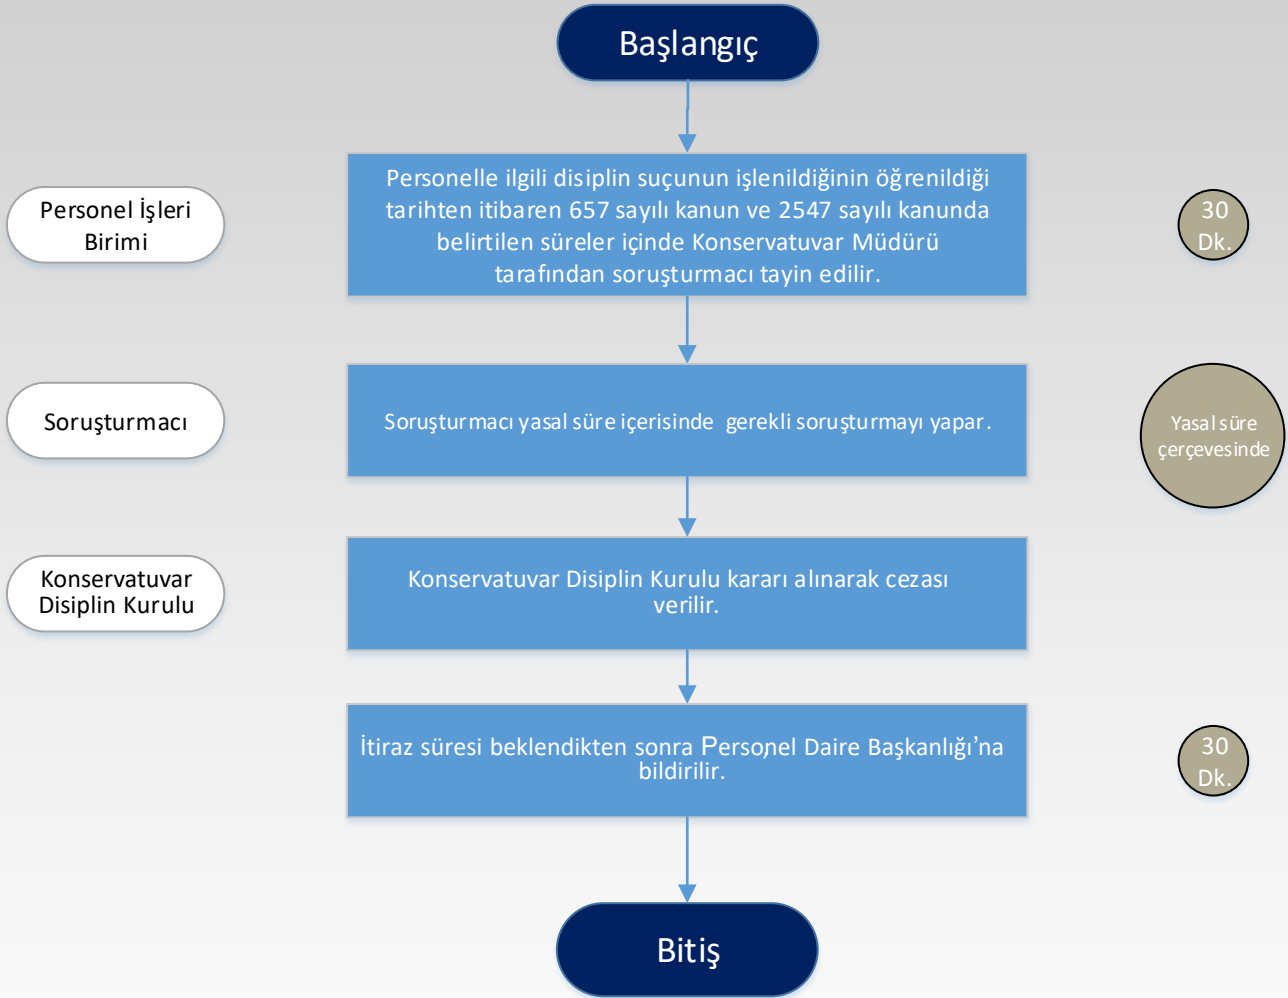 Başlangıç
Personel İşleri
Birimi
Personelle ilgili disiplin suçunun işlenildiğinin öğrenildiği
tarihten itibaren 657 sayılı kanun ve 2547 sayılı kanunda
belirtilen süreler içinde Konservatuvar Müdürü
tarafından soruşturmacı tayin edilir.
30
Dk.
Soruşturmacı
Soruşturmacı yasal süre içerisinde gerekli soruşturmayı yapar.
Yasal süre
çerçevesinde
Konservatuvar
Disiplin Kurulu
Konservatuvar Disiplin Kurulu kararı alınarak cezası
verilir.
İtiraz süresi beklendikten sonra Personel Daire Başkanlığı’na
bildirilir.
30
Dk.
Bitiş